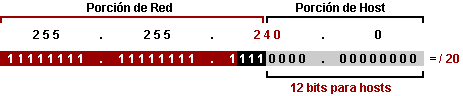 Porción de Red Porción de Host
255 . 255 . 240 . 0
11111111 . 11111111 . 11110000 . 00000000 = / 20
12 bits para hosts